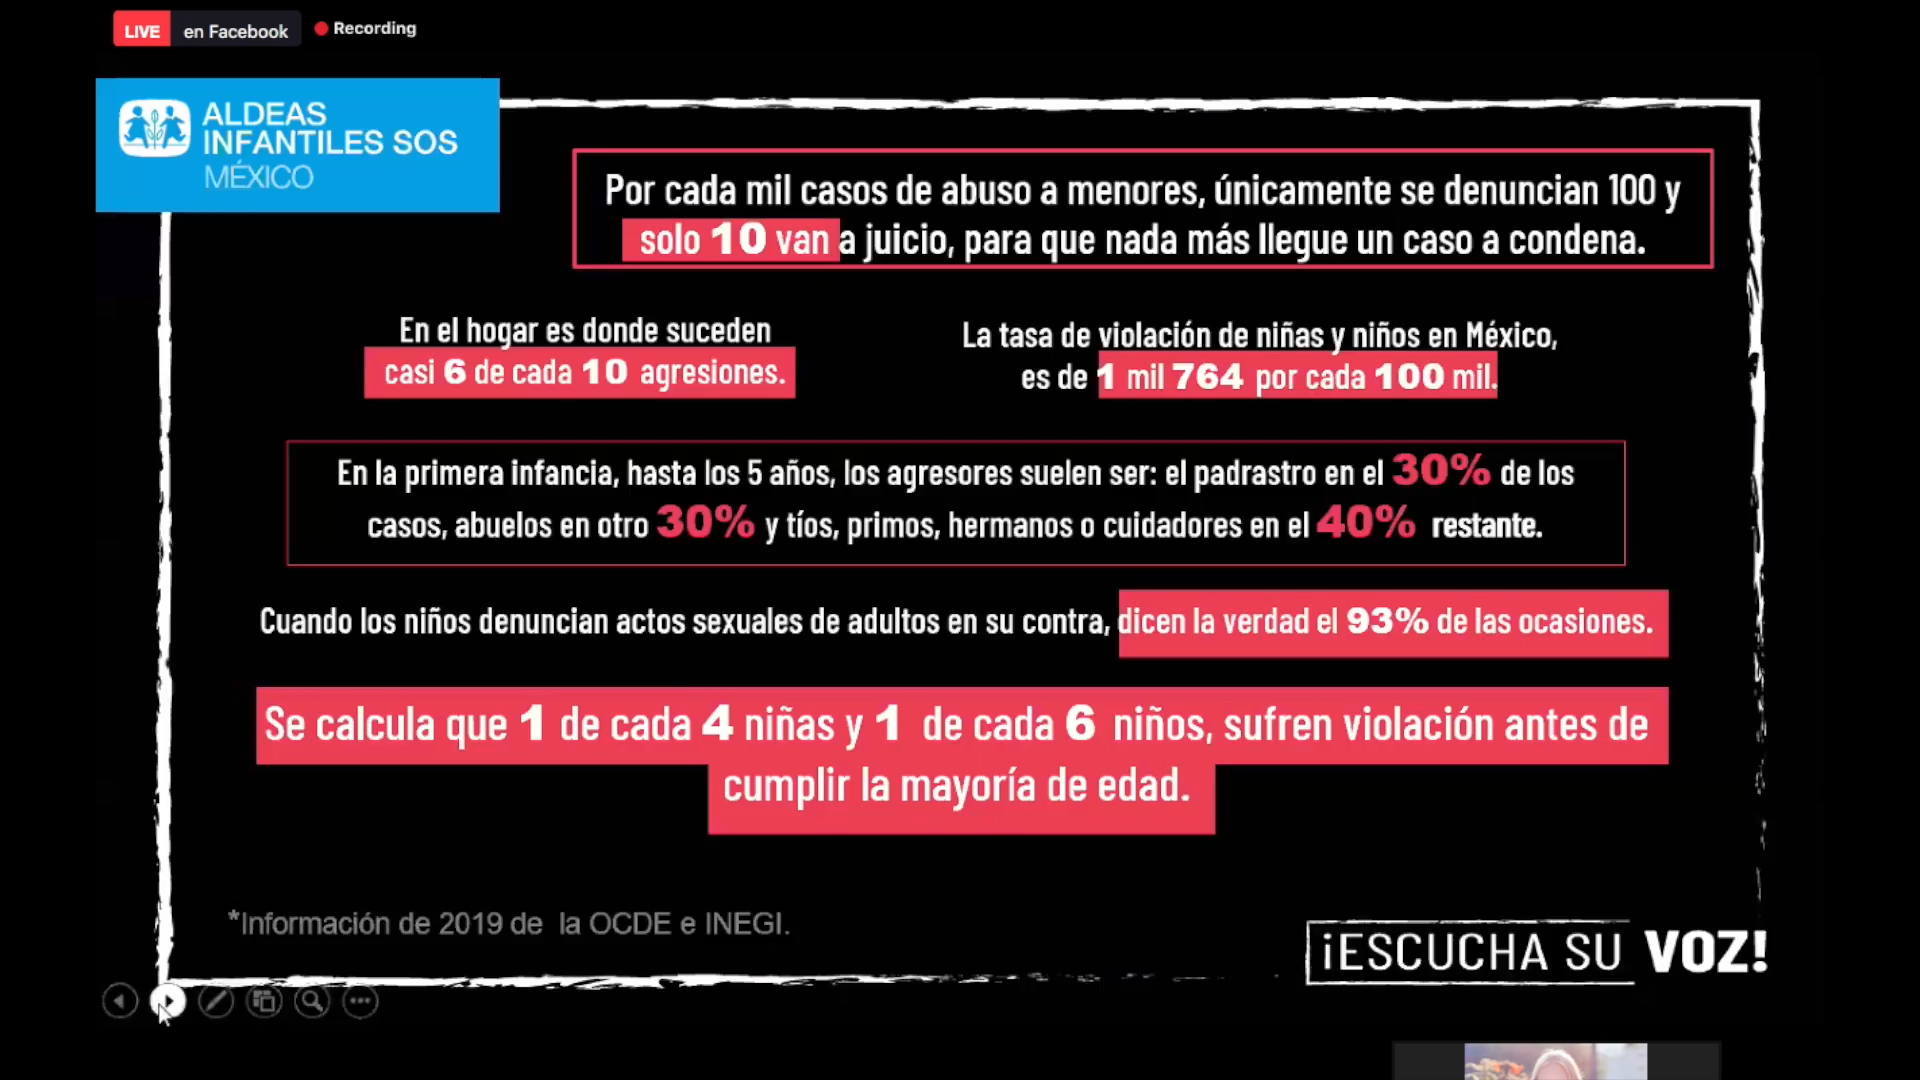 LIVE en Facebook Recording
ALDEAS
INFANTILES SOS
MÉXICO
Por cada mil casos de abuso a menores, únicamente se denuncian 100 y
solo 10 van a juicio, para que nada más llegue un caso a condena.
En el hogar es donde suceden
casi 6 de cada 10 agresiones.
La tasa de violación de niñas y niños en México,
es de 1 mil 764 por cada 100 mil.
En la primera infancia, hasta los 5 años, los agresores suelen ser: el padrastro en el 30% de los
casos, abuelos en otro 30% y tíos, primos, hermanos o cuidadores en el 40% restante.
Cuando los niños denuncian actos sexuales de adultos en su contra, dicen la verdad el 93% de las ocasiones.
Se calcula que 1 de cada 4 niñas y 1 de cada 6 niños, sufren violación antes de
cumplir la mayoría de edad.
*Información de 2019 de la OCDE e INEGI.
¡ESCUCHA SU VOZ!